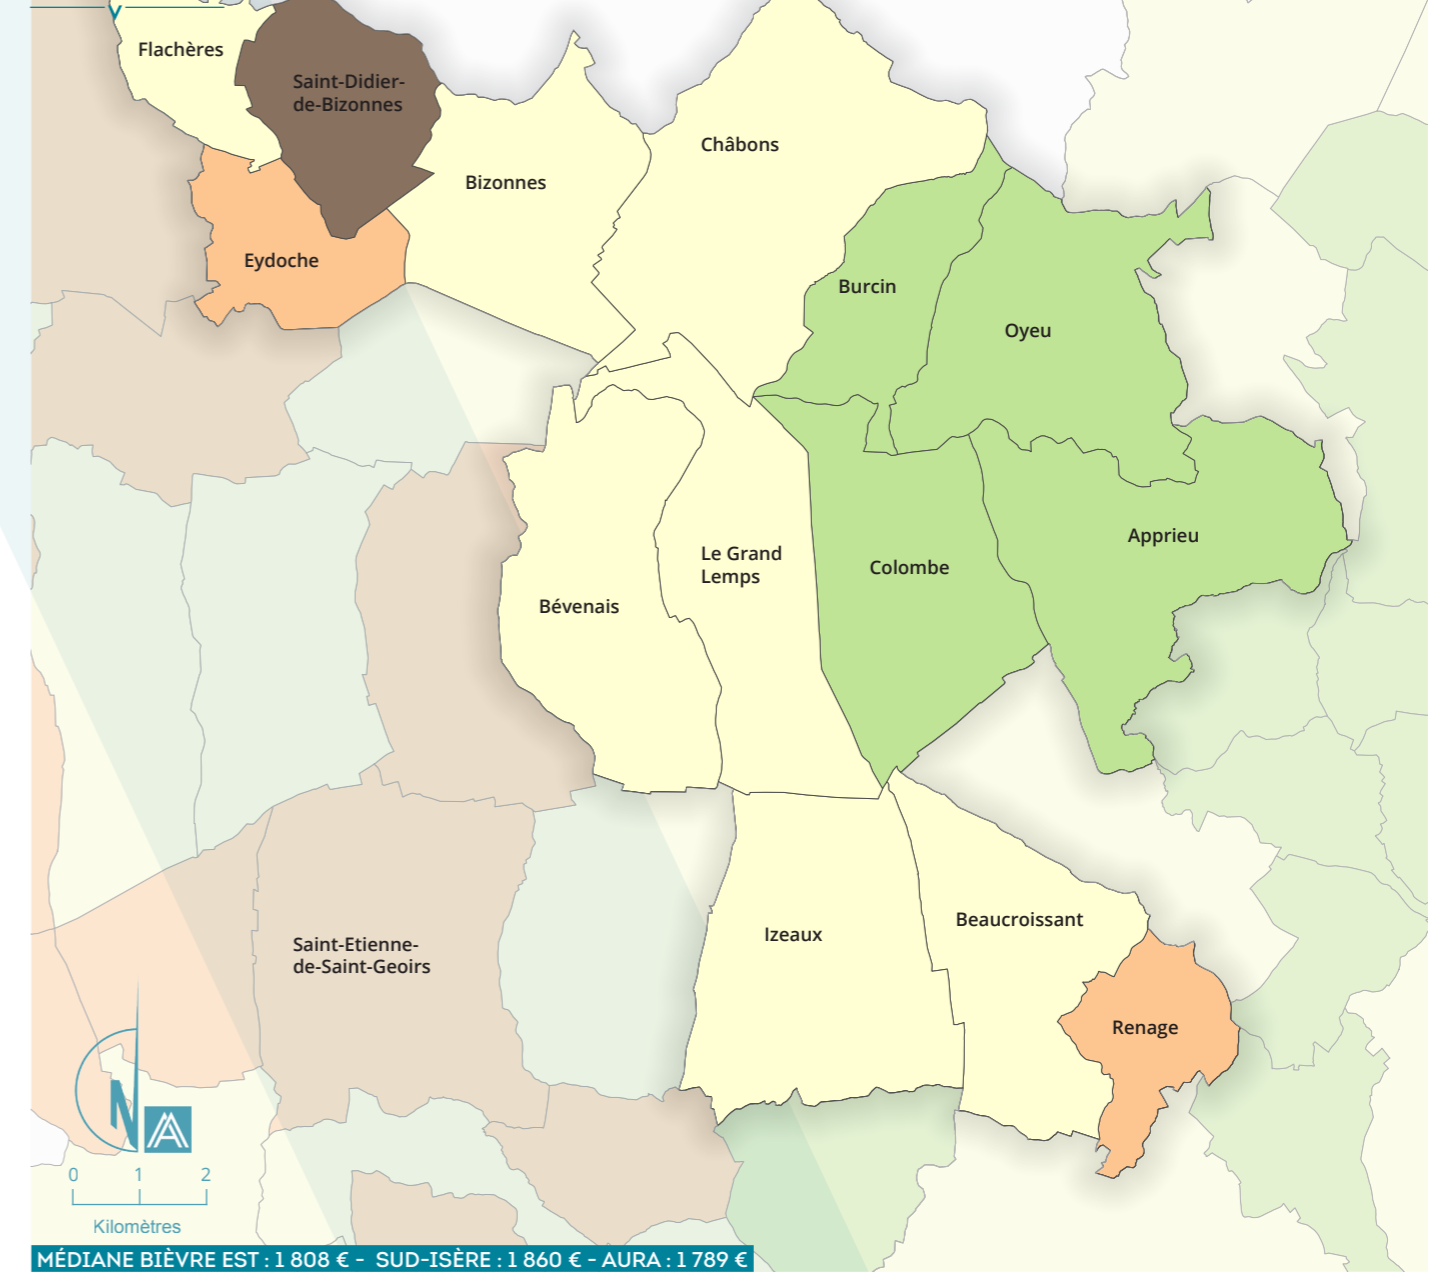 Flachères
Saint-Didier-
de-Bizonnes
Châbons
Bizonnes
Eydoche
Burcin
Oyeu
Apprieu
Le Grand
Lemps
Colombe
Bévenais
Beaucroissant
Izeaux
Saint-Etienne-
de-Saint-Geoirs
Renage
N
0 1 2
Kilomètres
MÉDIANE BIÈVRE EST : 1 808 € - SUD-ISÈRE : 1 860 € - AURA : 1 789 €